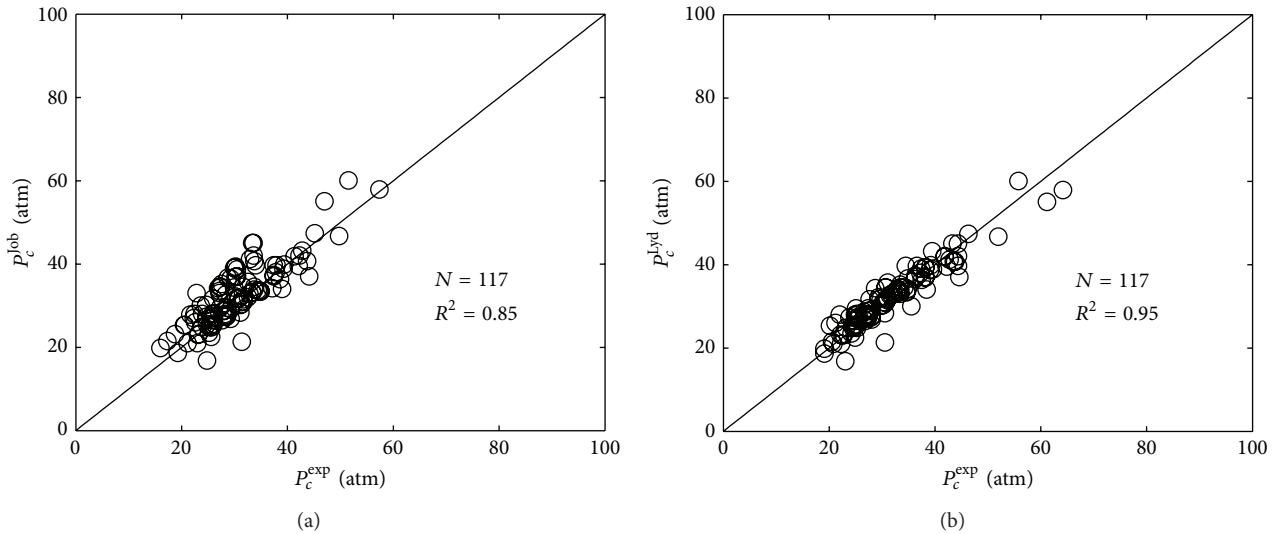 100
80
60
40
20
0
P_c^Job (atm)
N = 117
R² = 0.85
0 20 40 60 80 100
P_c^exp (atm)
(a)
100
80
60
40
20
0
P_c^Lyd (atm)
N = 117
R² = 0.95
0 20 40 60 80 100
P_c^exp (atm)
(b)